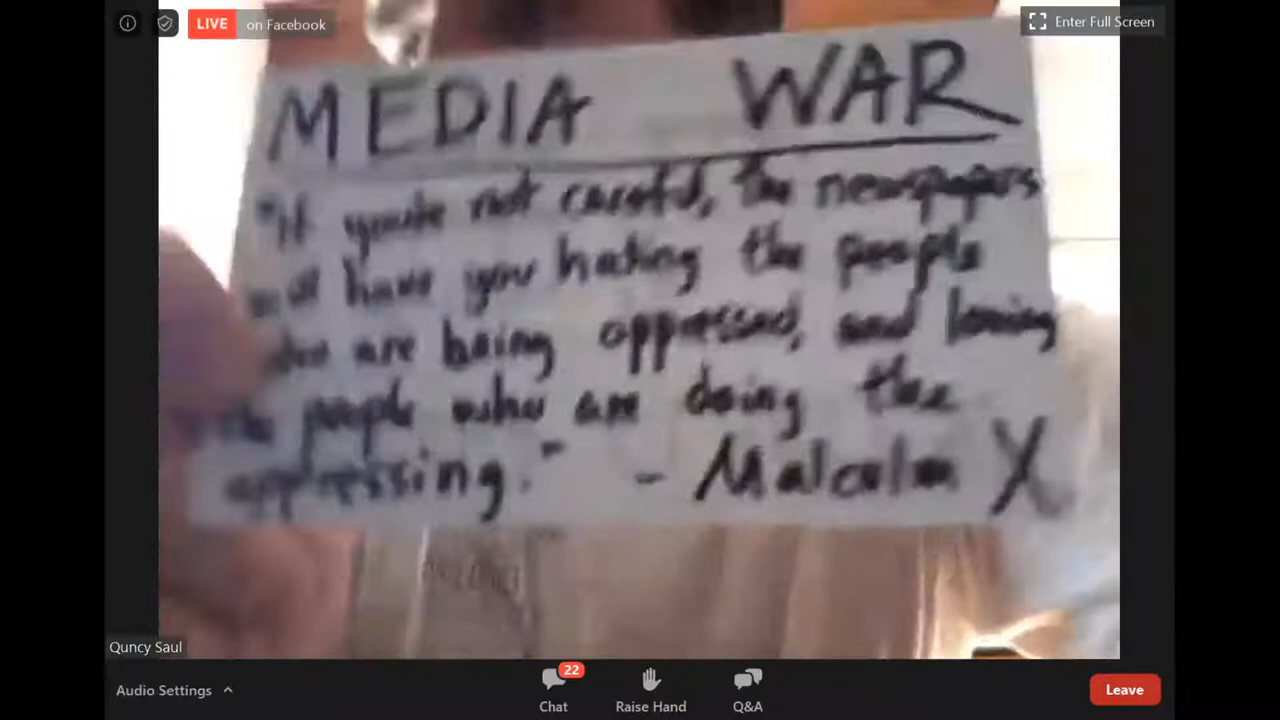 LIVE on Facebook
Enter Full Screen
MEDIA WAR
"If you're not careful, the newspapers
will have you hating the people
who are being oppressed, and loving
the people who are doing the
oppressing." - Malcolm X
Quncy Saul
Audio Settings
22
Chat
Raise Hand
Q&A
Leave